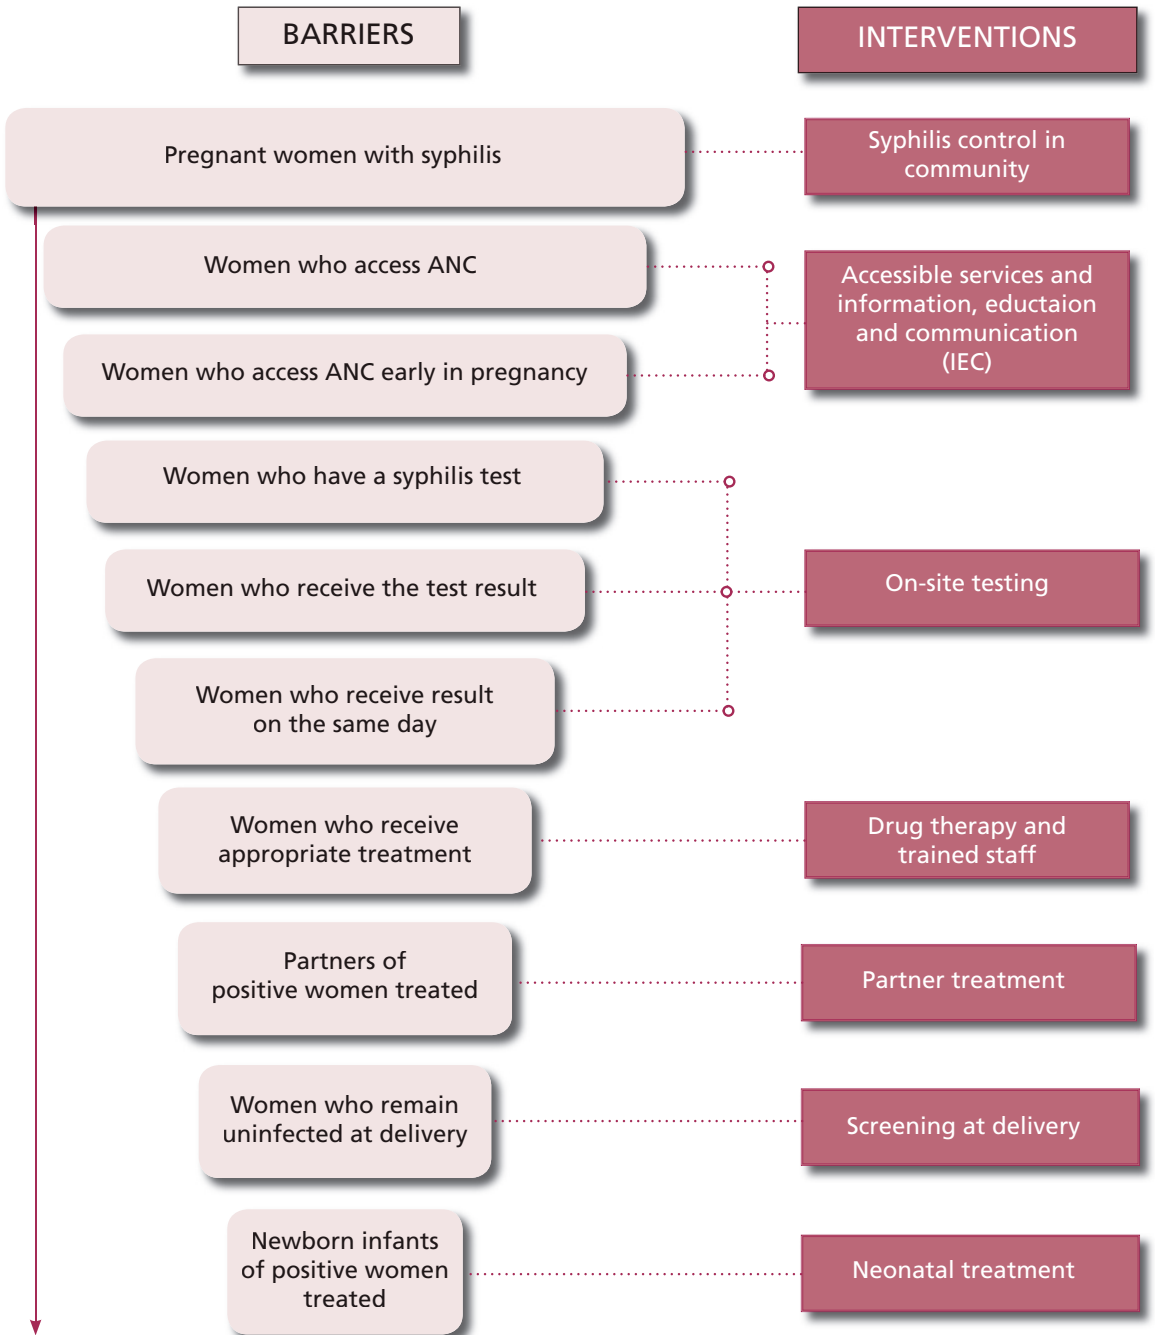 BARRIERS
INTERVENTIONS
Pregnant women with syphilis
Syphilis control in
community
Women who access ANC
Accessible services and
information, eductaion
and communication
(IEC)
Women who access ANC early in pregnancy
Women who have a syphilis test
Women who receive the test result
On-site testing
Women who receive result
on the same day
Women who receive
appropriate treatment
Drug therapy and
trained staff
Partners of
positive women treated
Partner treatment
Women who remain
uninfected at delivery
Screening at delivery
Newborn infants
of positive women
treated
Neonatal treatment